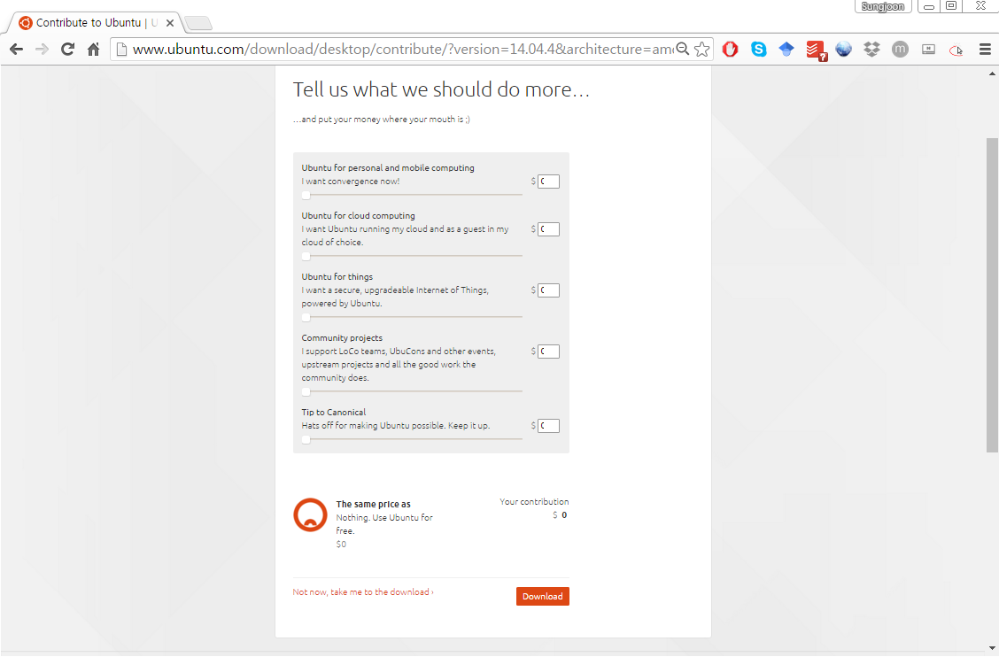 Sungjoon
Contribute to Ubuntu | U
www.ubuntu.com/download/desktop/contribute/?version=14.04.4&architecture=am
?
m
Tell us what we should do more…
…and put your money where your mouth is ;)
Ubuntu for personal and mobile computing
I want convergence now!
$ 0
Ubuntu for cloud computing
I want Ubuntu running my cloud and as a guest in my
cloud of choice.
$ 0
Ubuntu for things
I want a secure, upgradeable Internet of Things,
powered by Ubuntu.
$ 0
Community projects
I support LoCo teams, UbuCons and other events,
upstream projects and all the good work the
community does.
$ 0
Tip to Canonical
Hats off for making Ubuntu possible. Keep it up.
$ 0
The same price as
Nothing. Use Ubuntu for
free.
$0
Your contribution
$ 0
Not now, take me to the download ›
Download